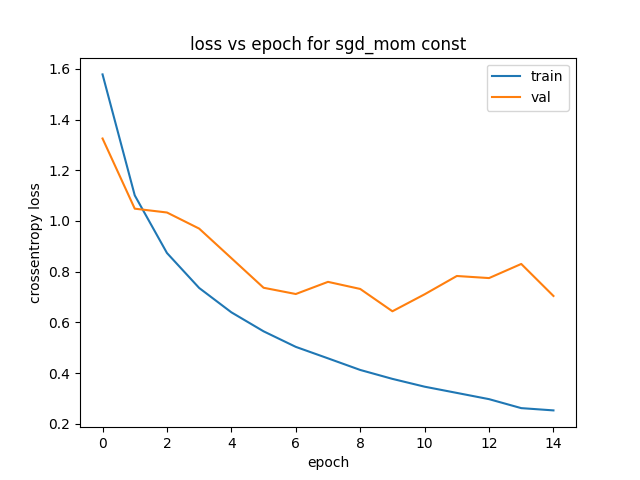 loss vs epoch for sgd_mom const
train
val
crossentropy loss
1.6
1.4
1.2
1.0
0.8
0.6
0.4
0.2
0 2 4 6 8 10 12 14
epoch